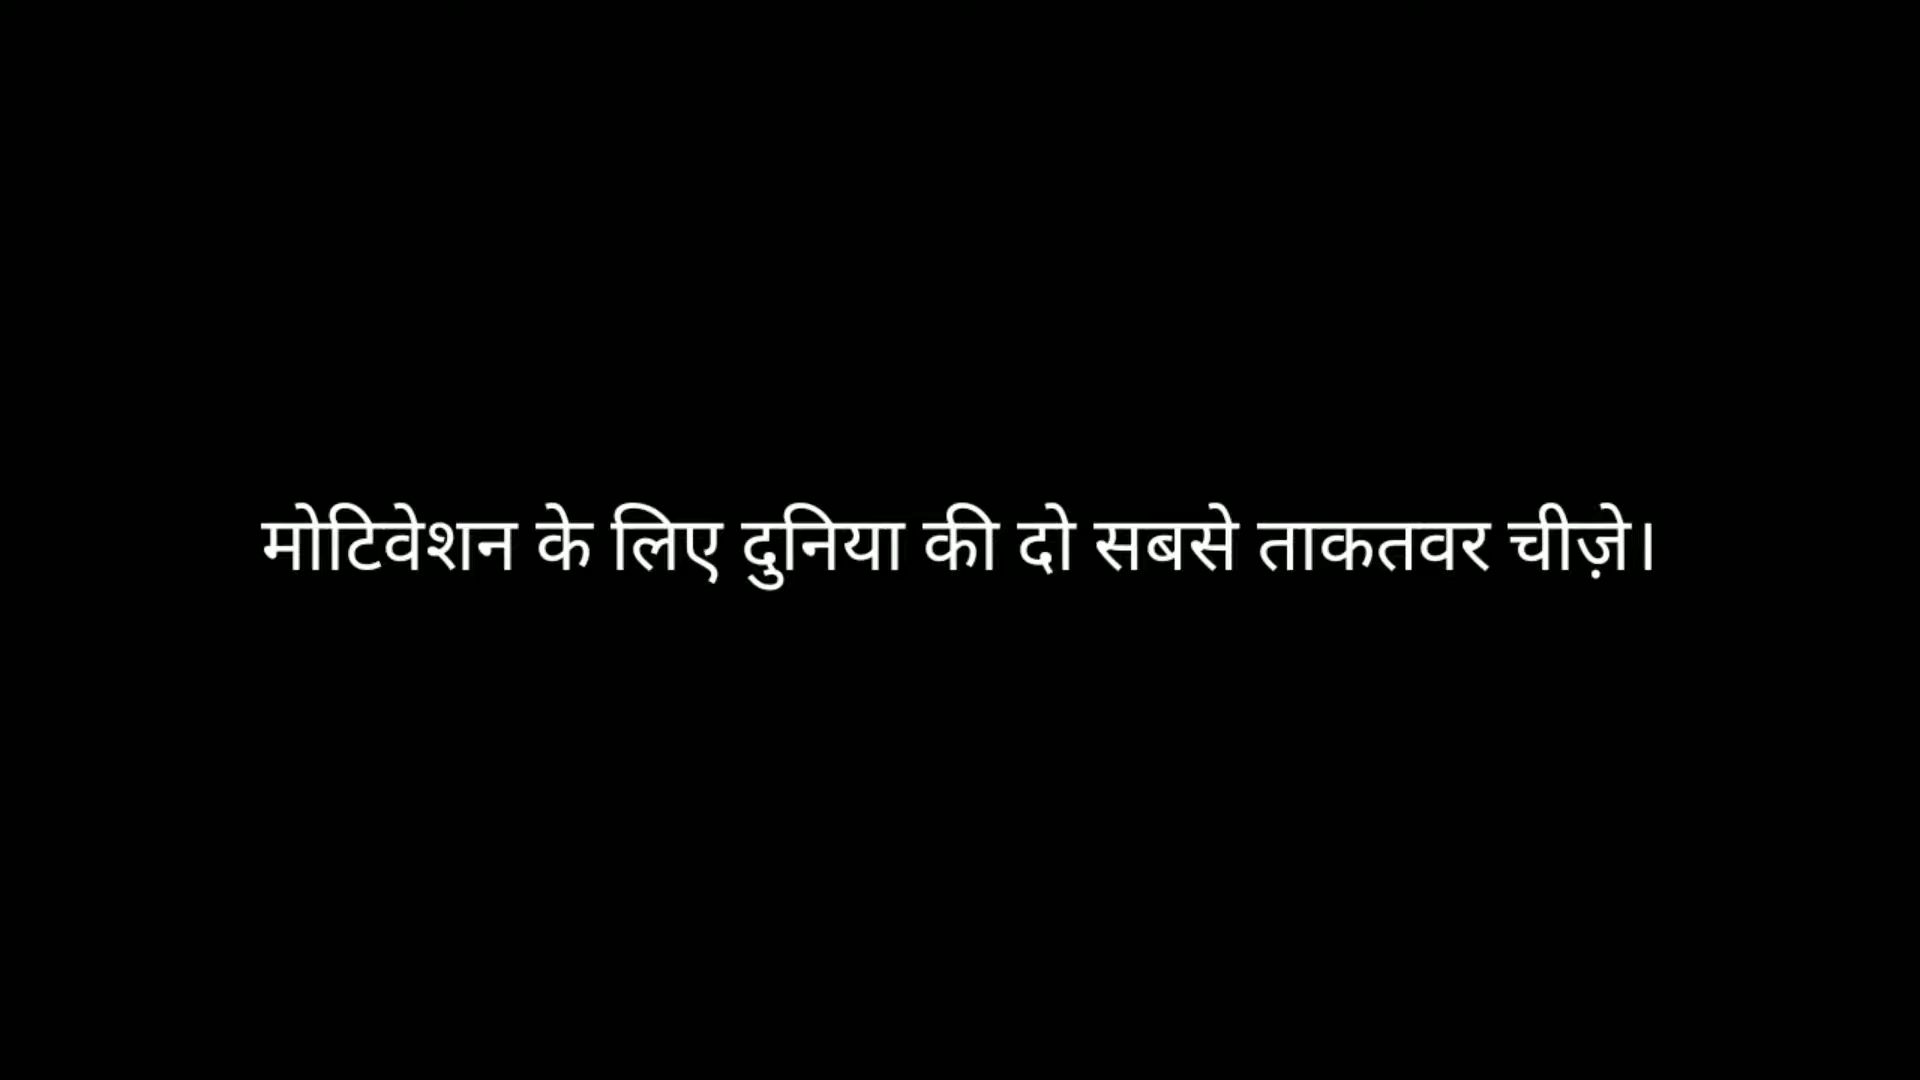 मोटिवेशन के लिए दुनिया की दो सबसे ताकतवर चीज़े।